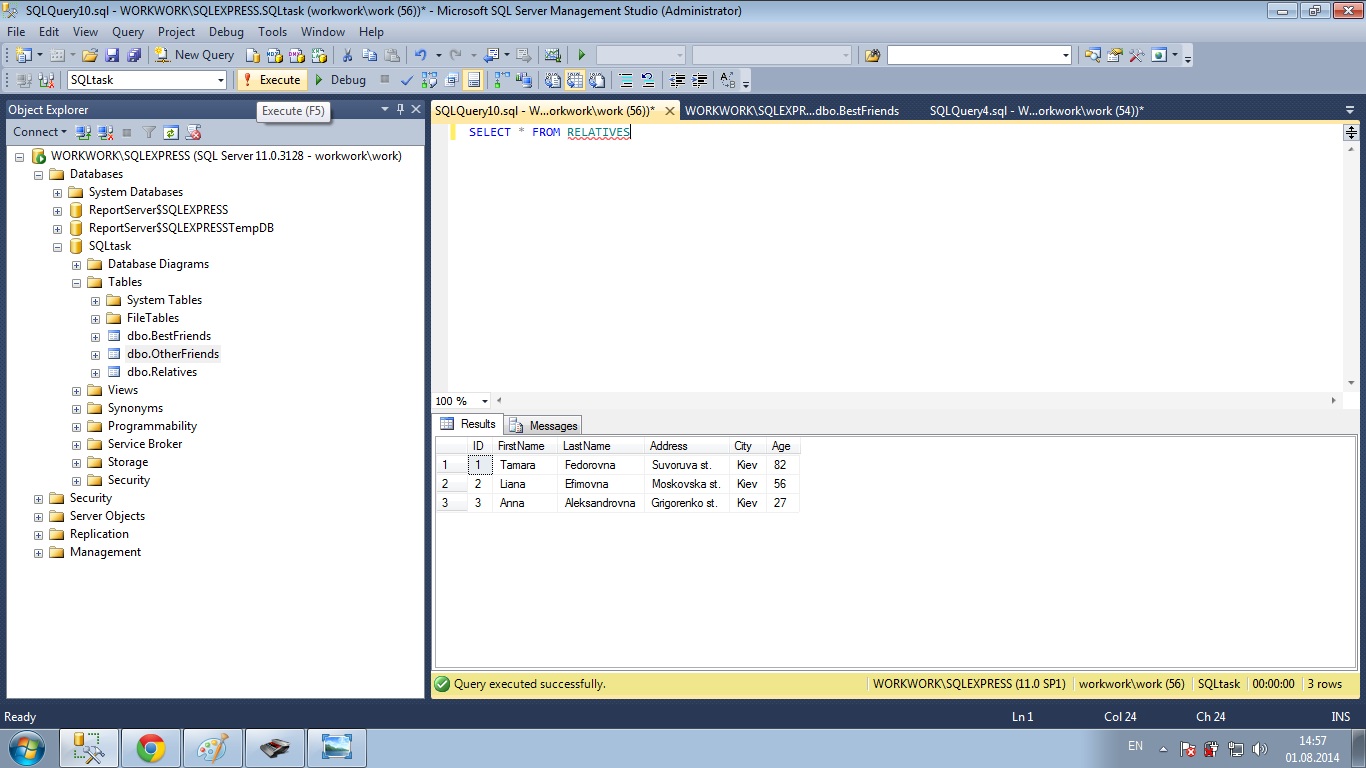 SQLQuery10.sql - WORKWORK\SQLEXPRESS.SQLtask (workwork\work (56))* - Microsoft SQL Server Management Studio (Administrator)
File Edit View Query Project Debug Tools Window Help
New Query
SQLtask Execute Debug
Execute (F5)
Object Explorer
Connect
WORKWORK\SQLEXPRESS (SQL Server 11.0.3128 - workwork\work)
Databases
System Databases
ReportServer$SQLEXPRESS
ReportServer$SQLEXPRESSTempDB
SQLtask
Database Diagrams
Tables
System Tables
FileTables
dbo.BestFriends
dbo.OtherFriends
dbo.Relatives
Views
Synonyms
Programmability
Service Broker
Storage
Security
Security
Server Objects
Replication
Management
SQLQuery10.sql - W...orkwork\work (56))* WORKWORK\SQLEXPR...dbo.BestFriends SQLQuery4.sql - W...orkwork\work (54))*
SELECT * FROM RELATIVES
100 %
Results Messages
ID FirstName LastName Address City Age
1 1 Tamara Fedorovna Suvoruva st. Kiev 82
2 2 Liana Efimovna Moskovska st. Kiev 56
3 3 Anna Aleksandrovna Grigorenko st. Kiev 27
Query executed successfully. WORKWORK\SQLEXPRESS (11.0 SP1) workwork\work (56) SQLtask 00:00:00 3 rows
Ready Ln 1 Col 24 Ch 24 INS
EN 14:57
01.08.2014